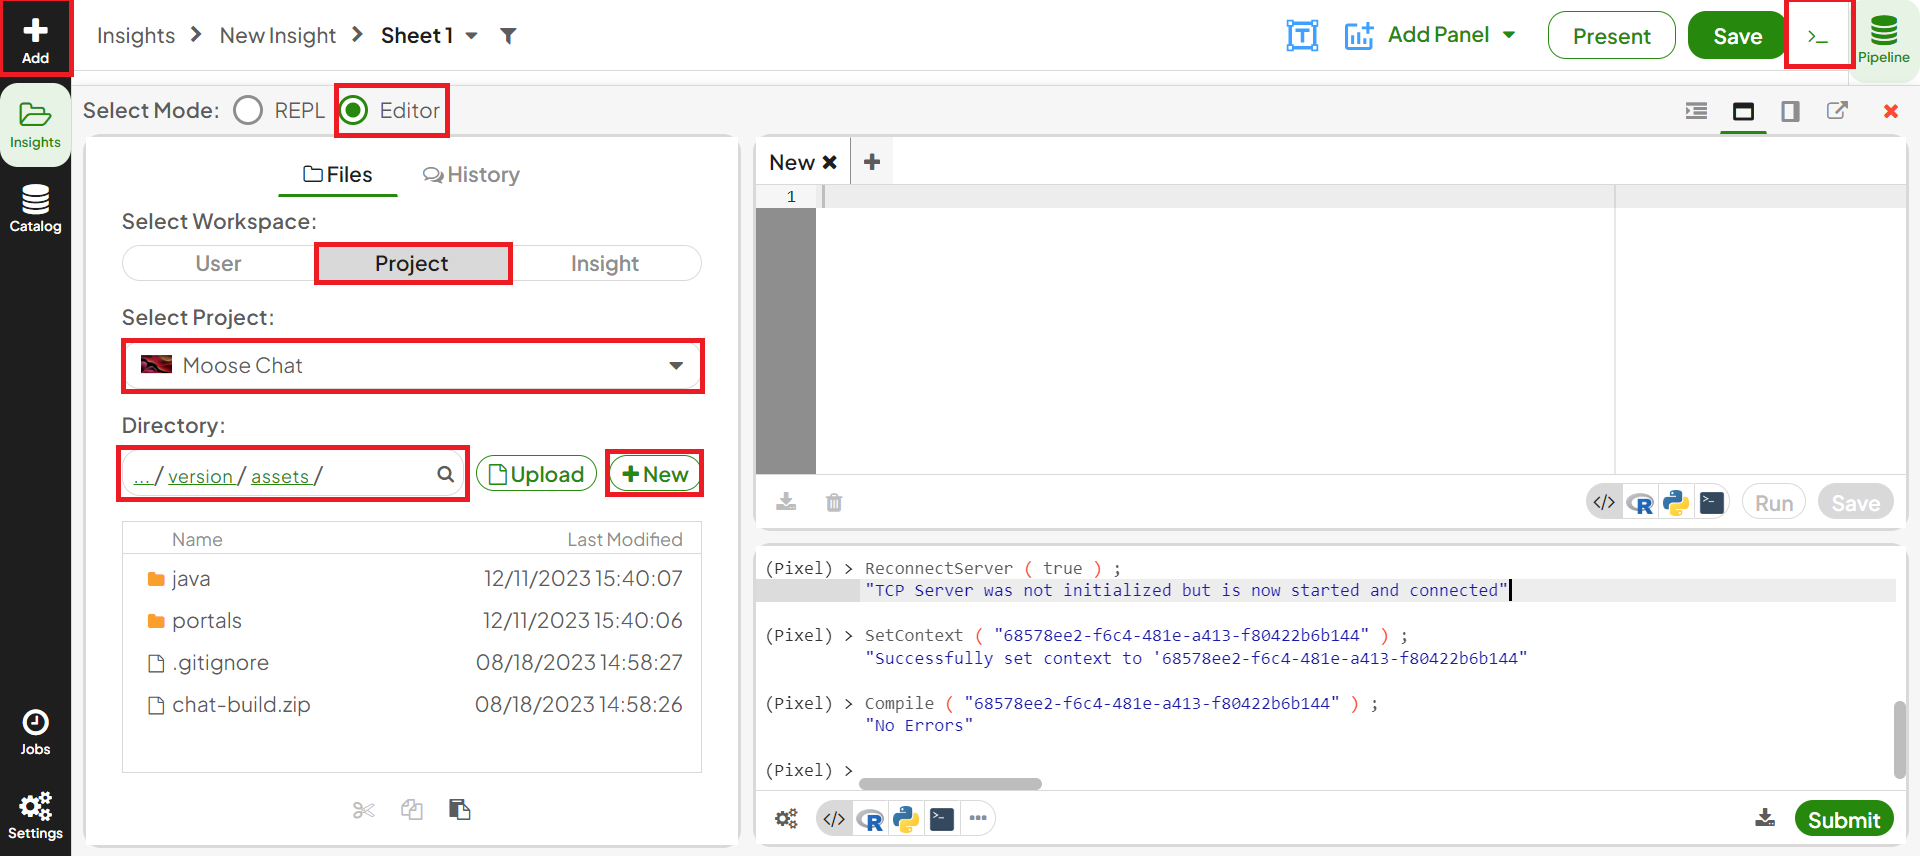 Add
Insights > New Insight > Sheet 1
T
Add Panel
Present
Save
>_
Pipeline
Insights
Catalog
Jobs
Settings
Select Mode: REPL Editor
Files
History
Select Workspace:
User
Project
Insight
Select Project:
Moose Chat
Directory:
... / version / assets /
Upload
+ New
Name Last Modified
java 12/11/2023 15:40:07
portals 12/11/2023 15:40:06
.gitignore 08/18/2023 14:58:27
chat-build.zip 08/18/2023 14:58:26
New
1
</> R
Run
Save
(Pixel) > ReconnectServer ( true ) ;
"TCP Server was not initialized but is now started and connected"
(Pixel) > SetContext ( "68578ee2-f6c4-481e-a413-f80422b6b144" ) ;
"Successfully set context to '68578ee2-f6c4-481e-a413-f80422b6b144"
(Pixel) > Compile ( "68578ee2-f6c4-481e-a413-f80422b6b144" ) ;
"No Errors"
(Pixel) >
</> R
Submit